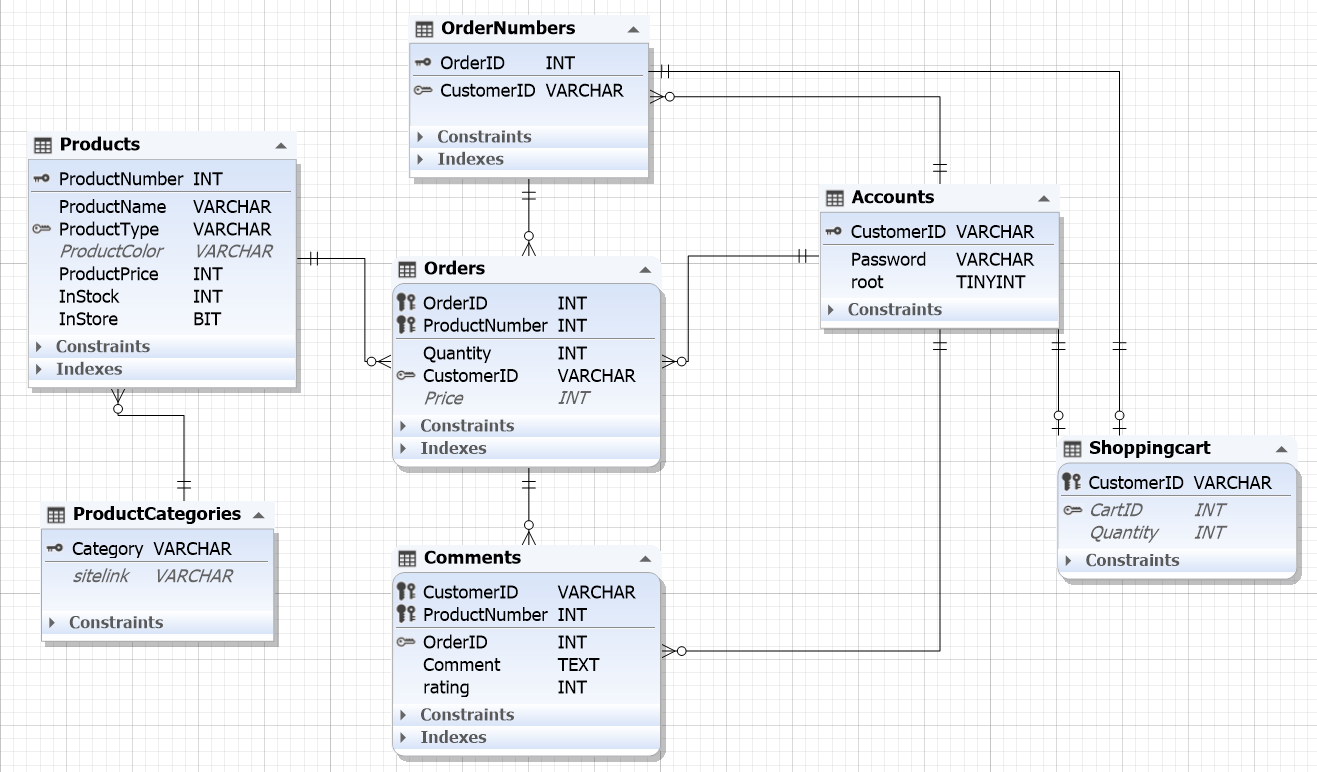 OrderNumbers
OrderID INT
CustomerID VARCHAR
Constraints
Indexes
Products
ProductNumber INT
ProductName VARCHAR
ProductType VARCHAR
ProductColor VARCHAR
ProductPrice INT
InStock INT
InStore BIT
Constraints
Indexes
Accounts
CustomerID VARCHAR
Password VARCHAR
root TINYINT
Constraints
Orders
OrderID INT
ProductNumber INT
Quantity INT
CustomerID VARCHAR
Price INT
Constraints
Indexes
Shoppingcart
CustomerID VARCHAR
CartID INT
Quantity INT
Constraints
ProductCategories
Category VARCHAR
sitelink VARCHAR
Constraints
Comments
CustomerID VARCHAR
ProductNumber INT
OrderID INT
Comment TEXT
rating INT
Constraints
Indexes